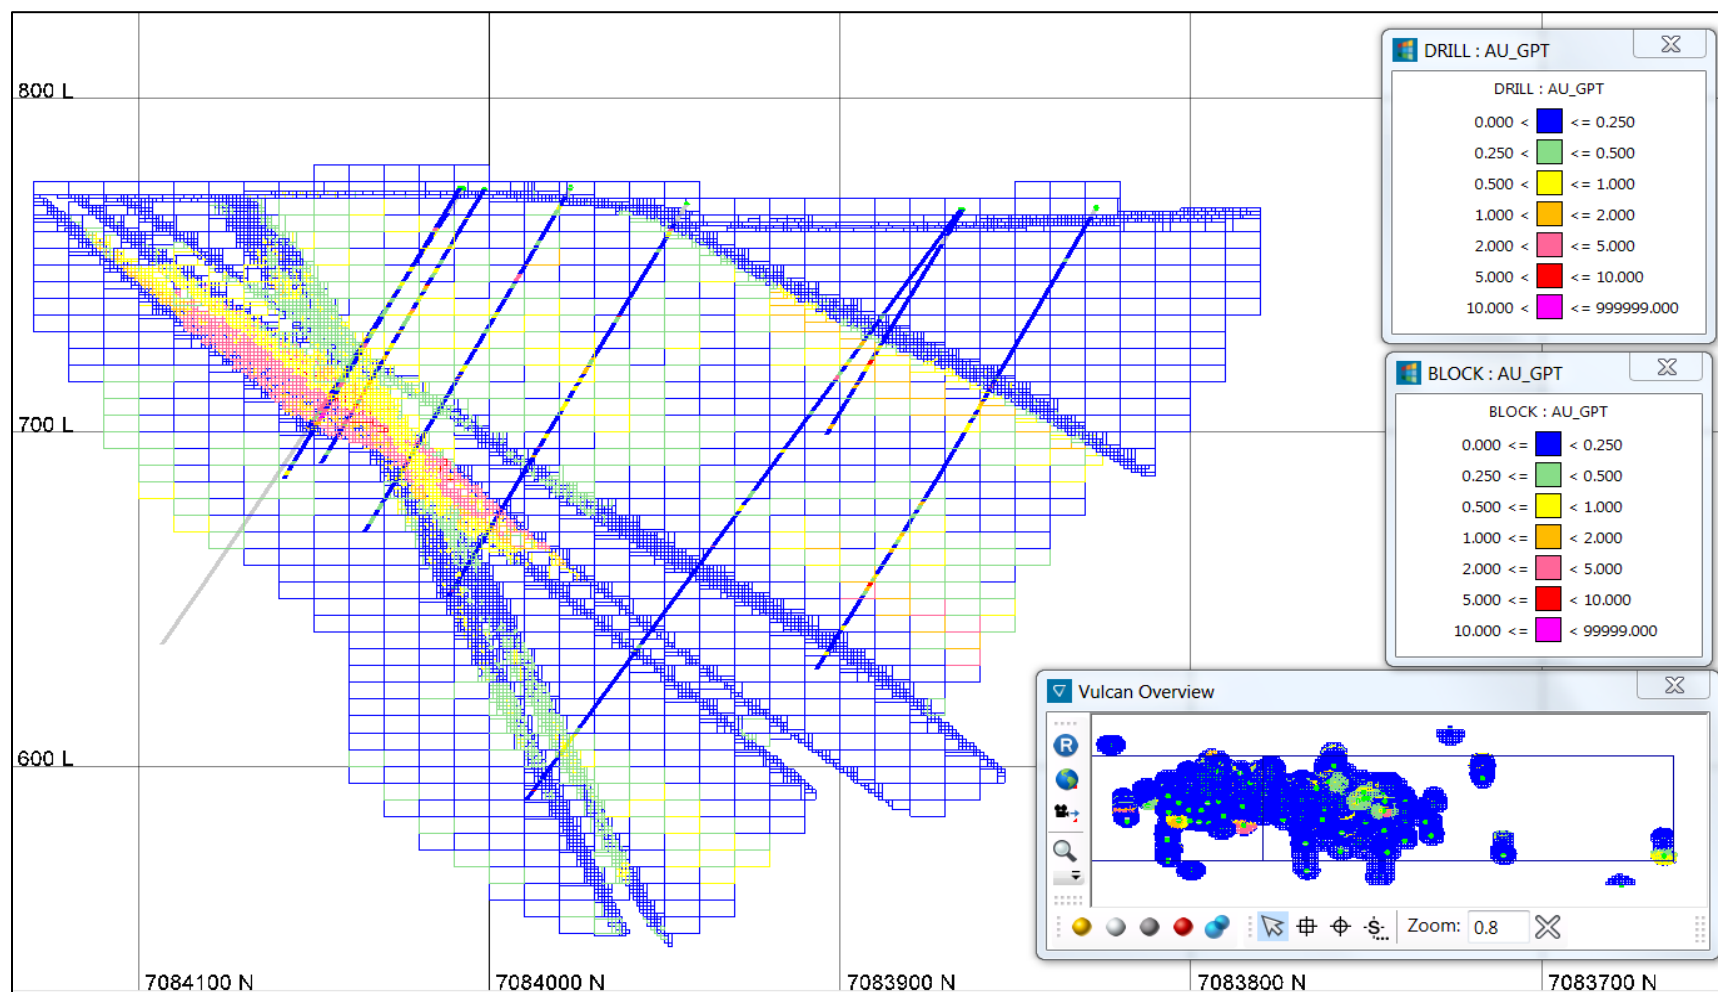 800 L
700 L
600 L
7084100 N
7084000 N
7083900 N
7083800 N
7083700 N
DRILL : AU_GPT
DRILL : AU_GPT
0.000 < <= 0.250
0.250 < <= 0.500
0.500 < <= 1.000
1.000 < <= 2.000
2.000 < <= 5.000
5.000 < <= 10.000
10.000 < <= 999999.000
BLOCK : AU_GPT
BLOCK : AU_GPT
0.000 <= < 0.250
0.250 <= < 0.500
0.500 <= < 1.000
1.000 <= < 2.000
2.000 <= < 5.000
5.000 <= < 10.000
10.000 <= < 99999.000
Vulcan Overview
R
-S-...
Zoom: 0.8